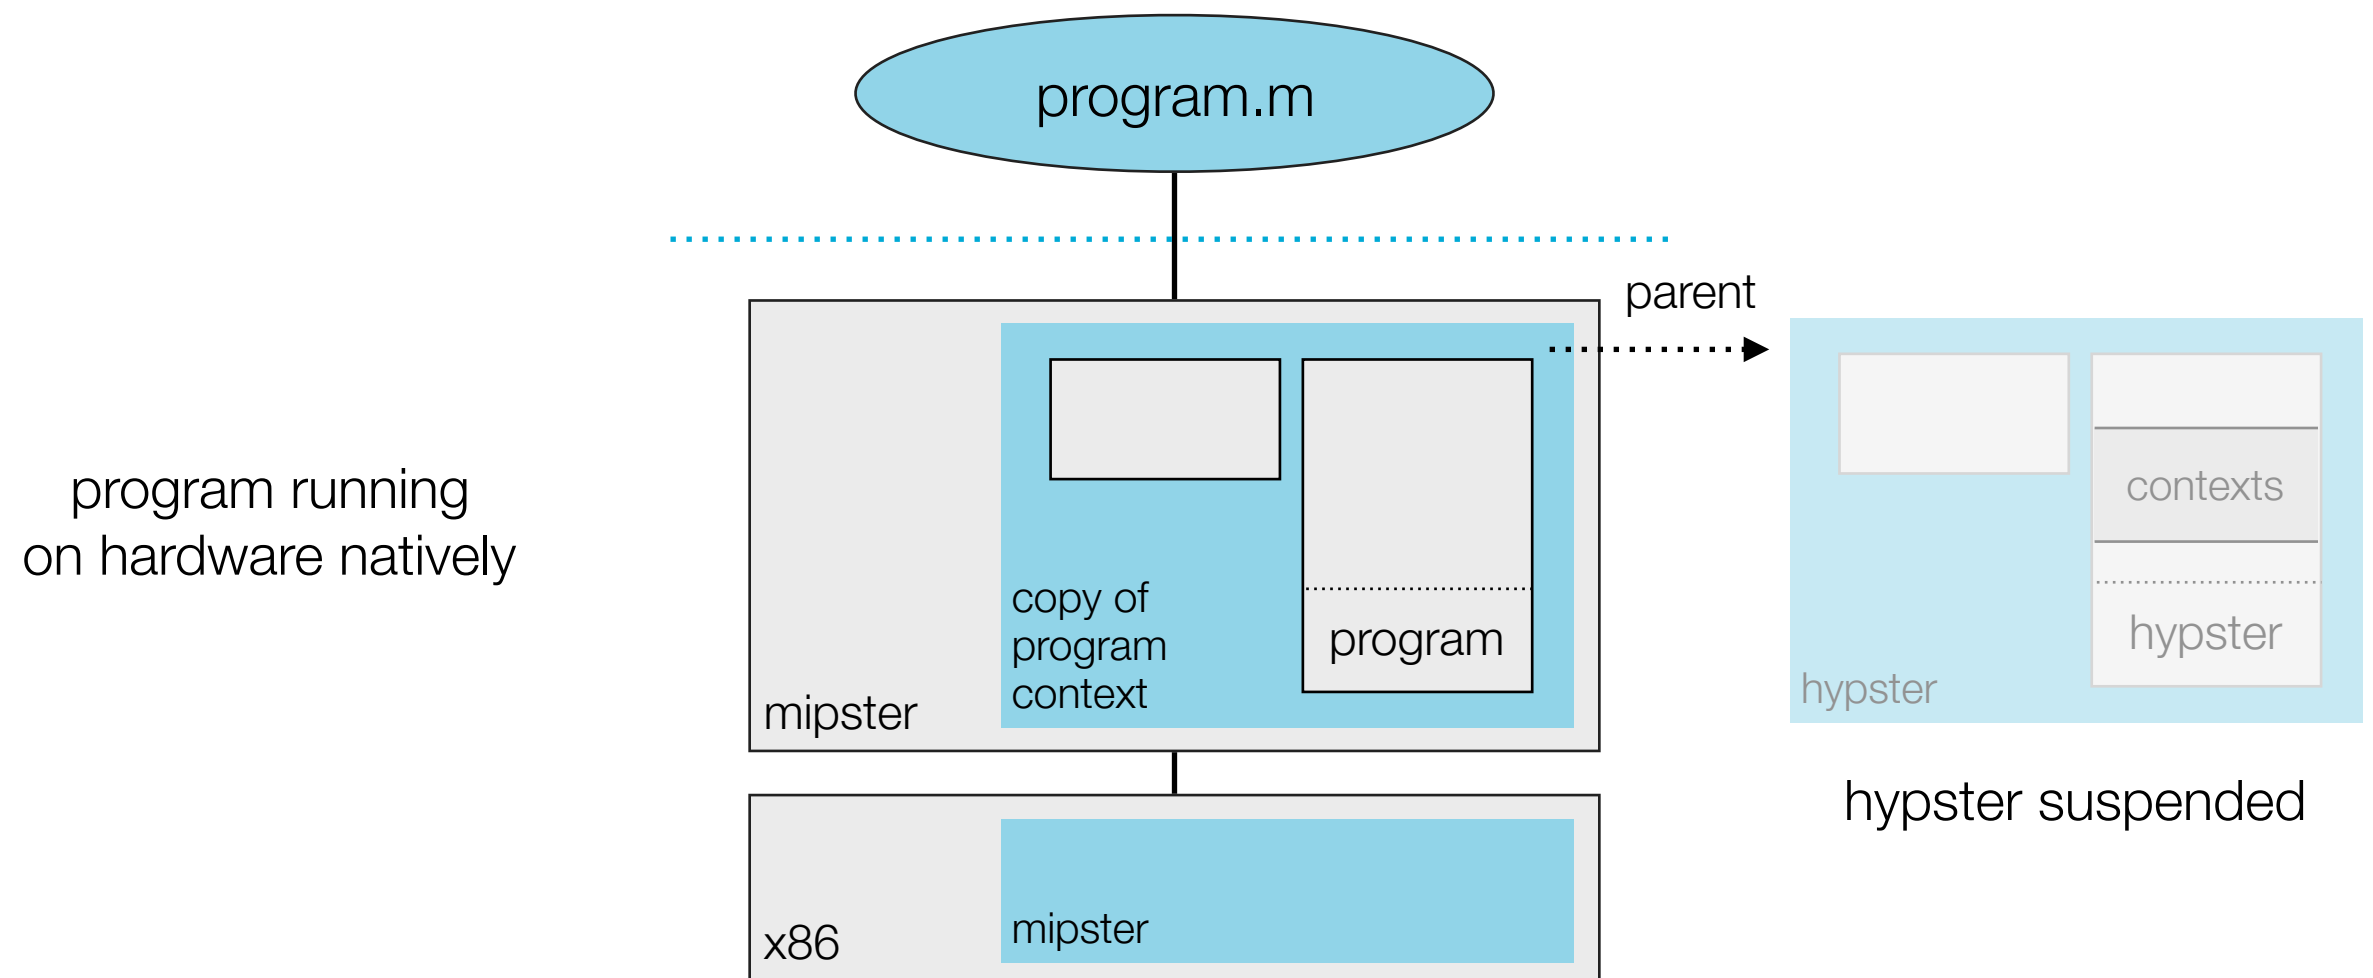 program.m
parent
program running
on hardware natively
copy of
program
context
program
mipster
contexts
hypster
hypster
hypster suspended
mipster
x86